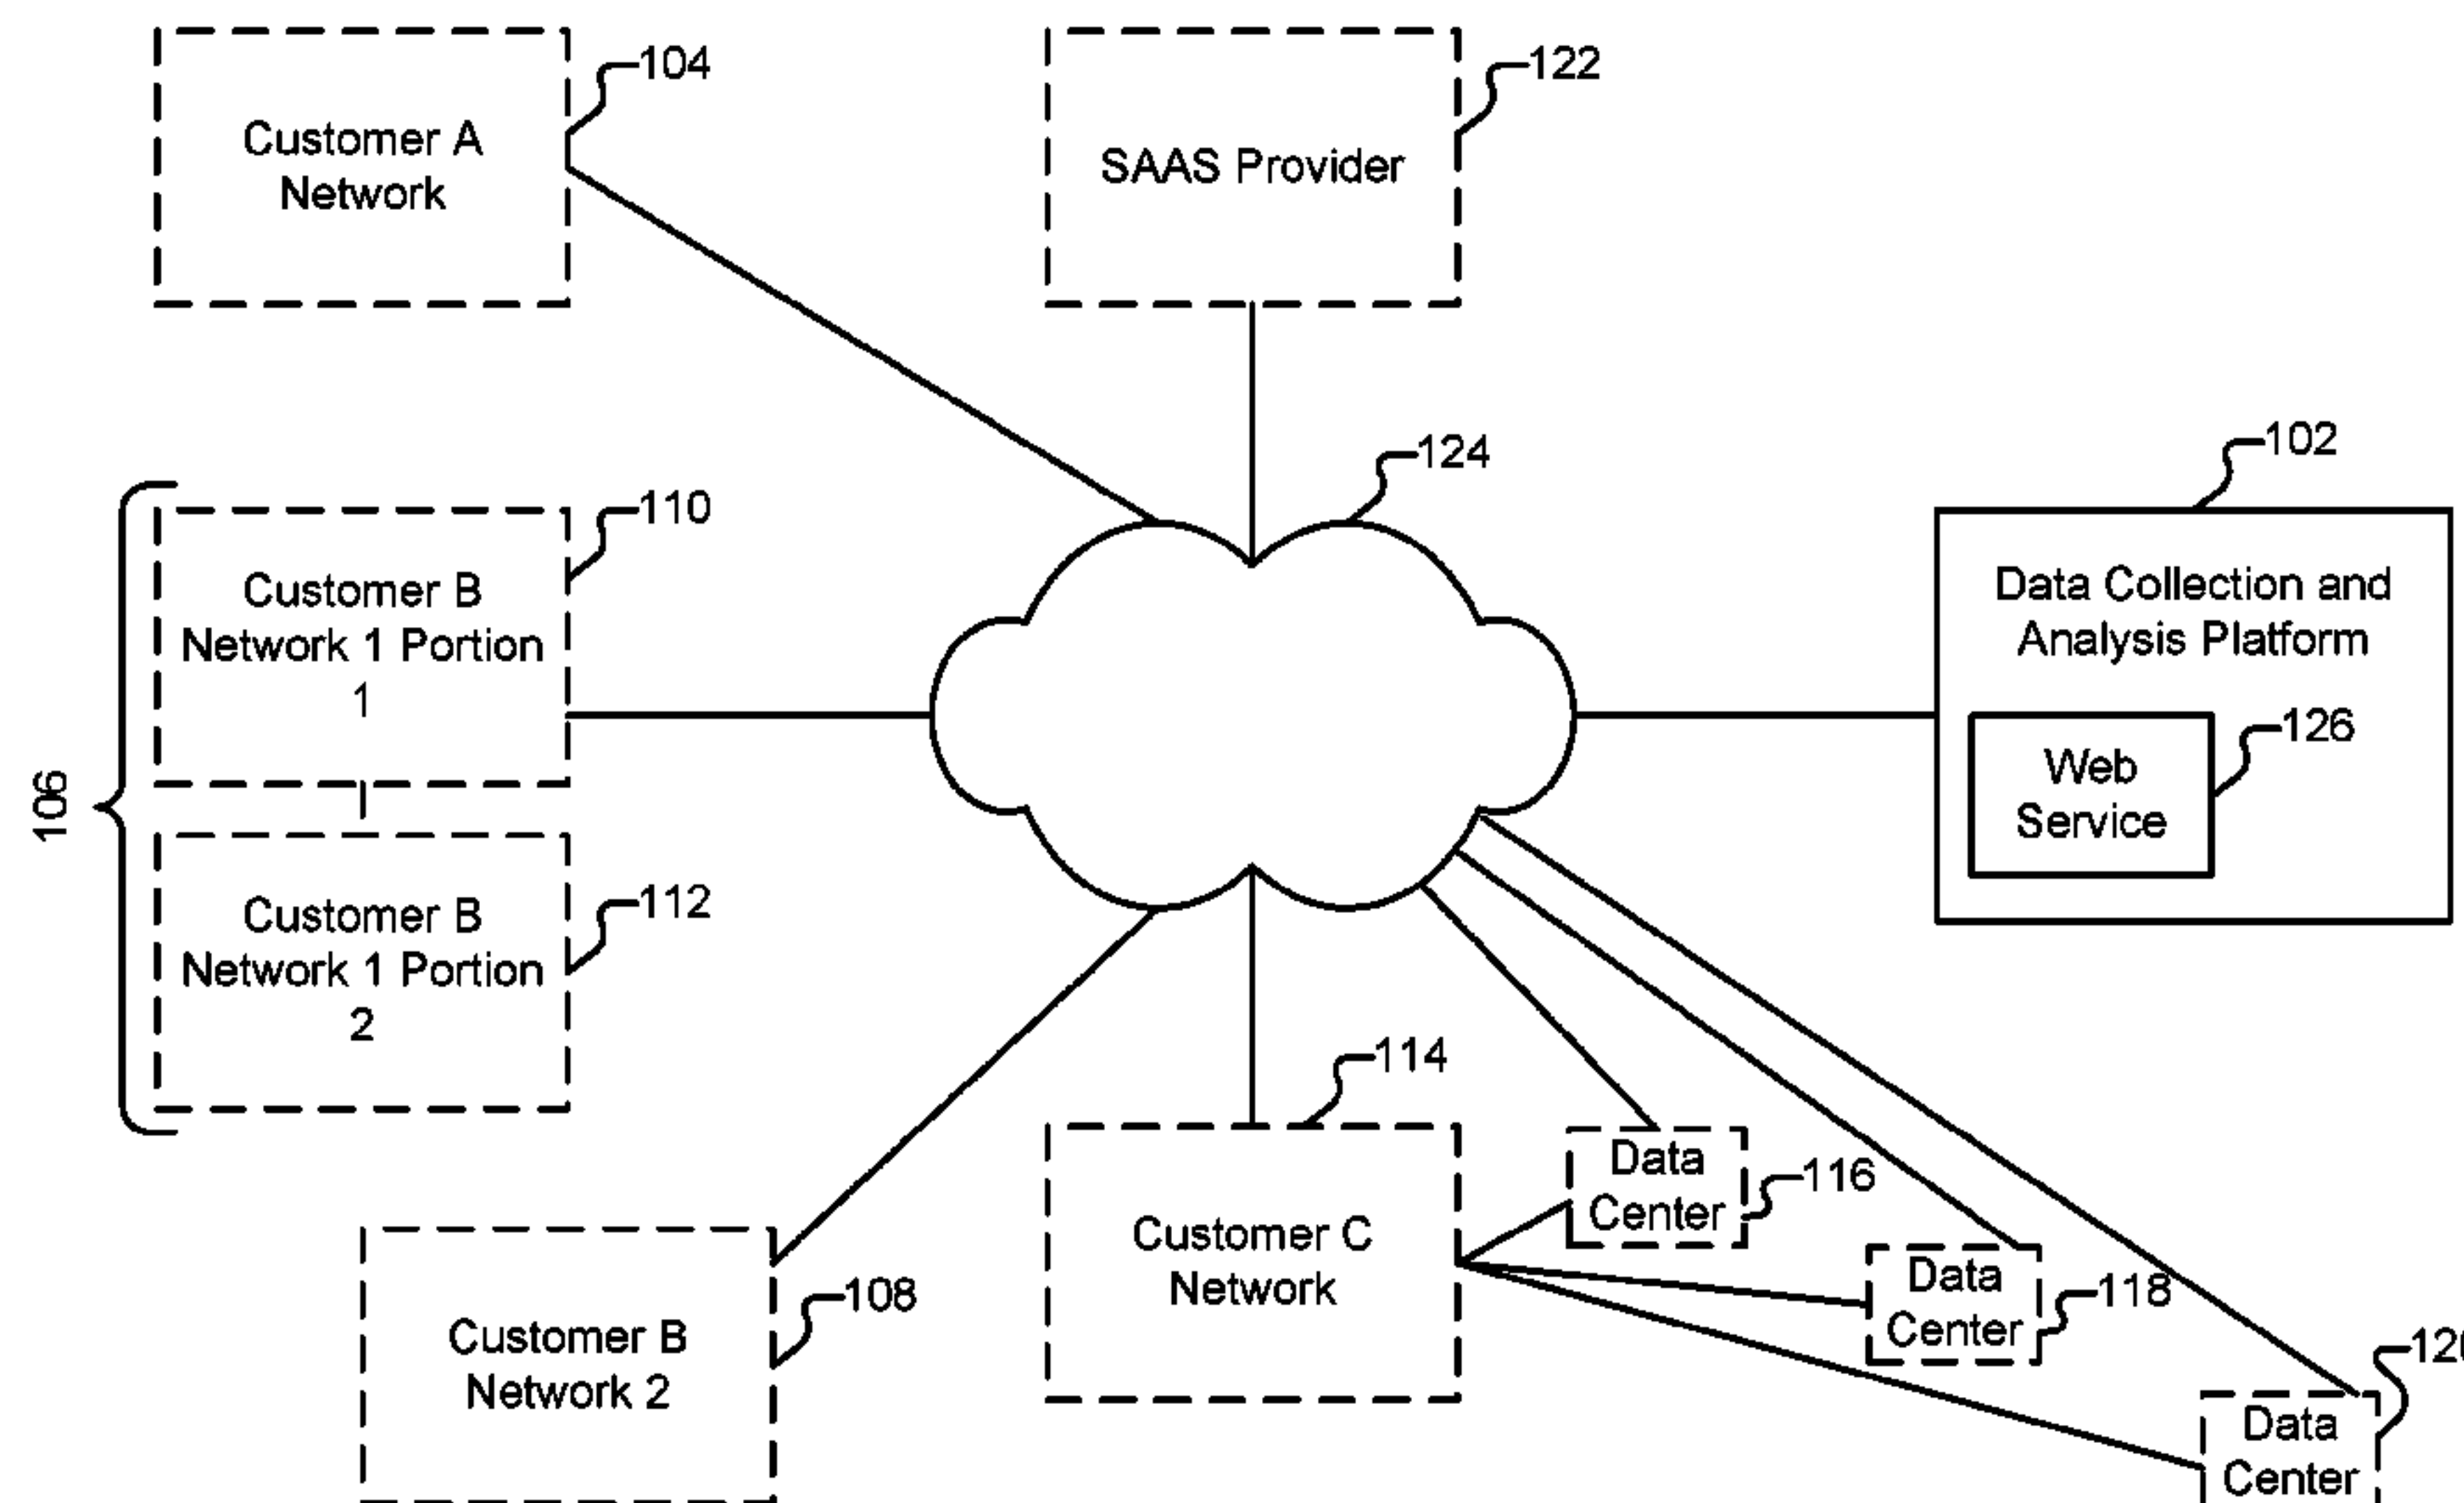 104
Customer A
Network
122
SAAS Provider
124
102
110
Customer B
Network 1 Portion
1
Data Collection and
Analysis Platform
126
Web
Service
106
112
Customer B
Network 1 Portion
2
114
Customer C
Network
Data
Center
116
Data
Center
118
108
Customer B
Network 2
Data
Center